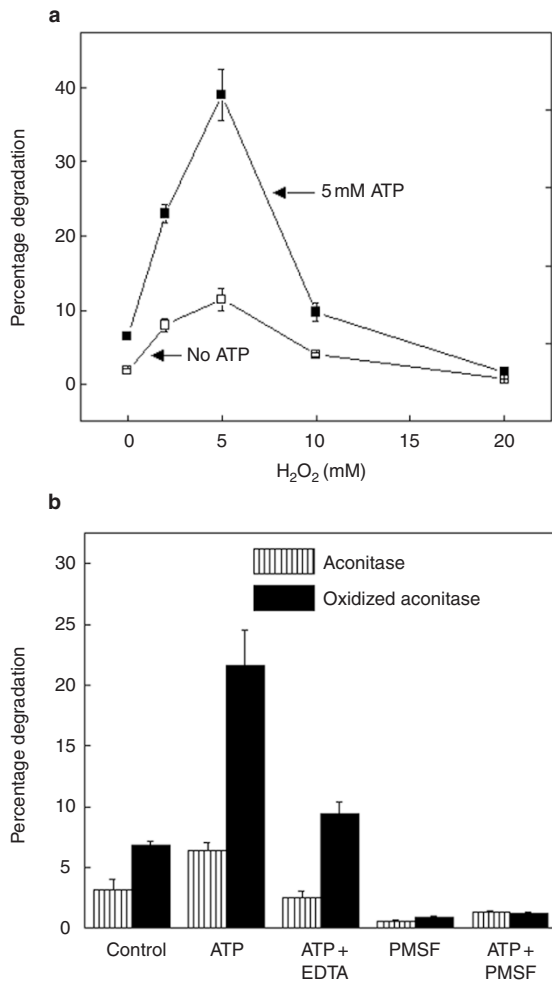 a
Percentage degradation
40
30
20
10
0
5 mM ATP
No ATP
0 5 10 15 20
H₂O₂ (mM)
b
Percentage degradation
30
25
20
15
10
5
0
Aconitase
Oxidized aconitase
Control ATP ATP + EDTA PMSF ATP + PMSF